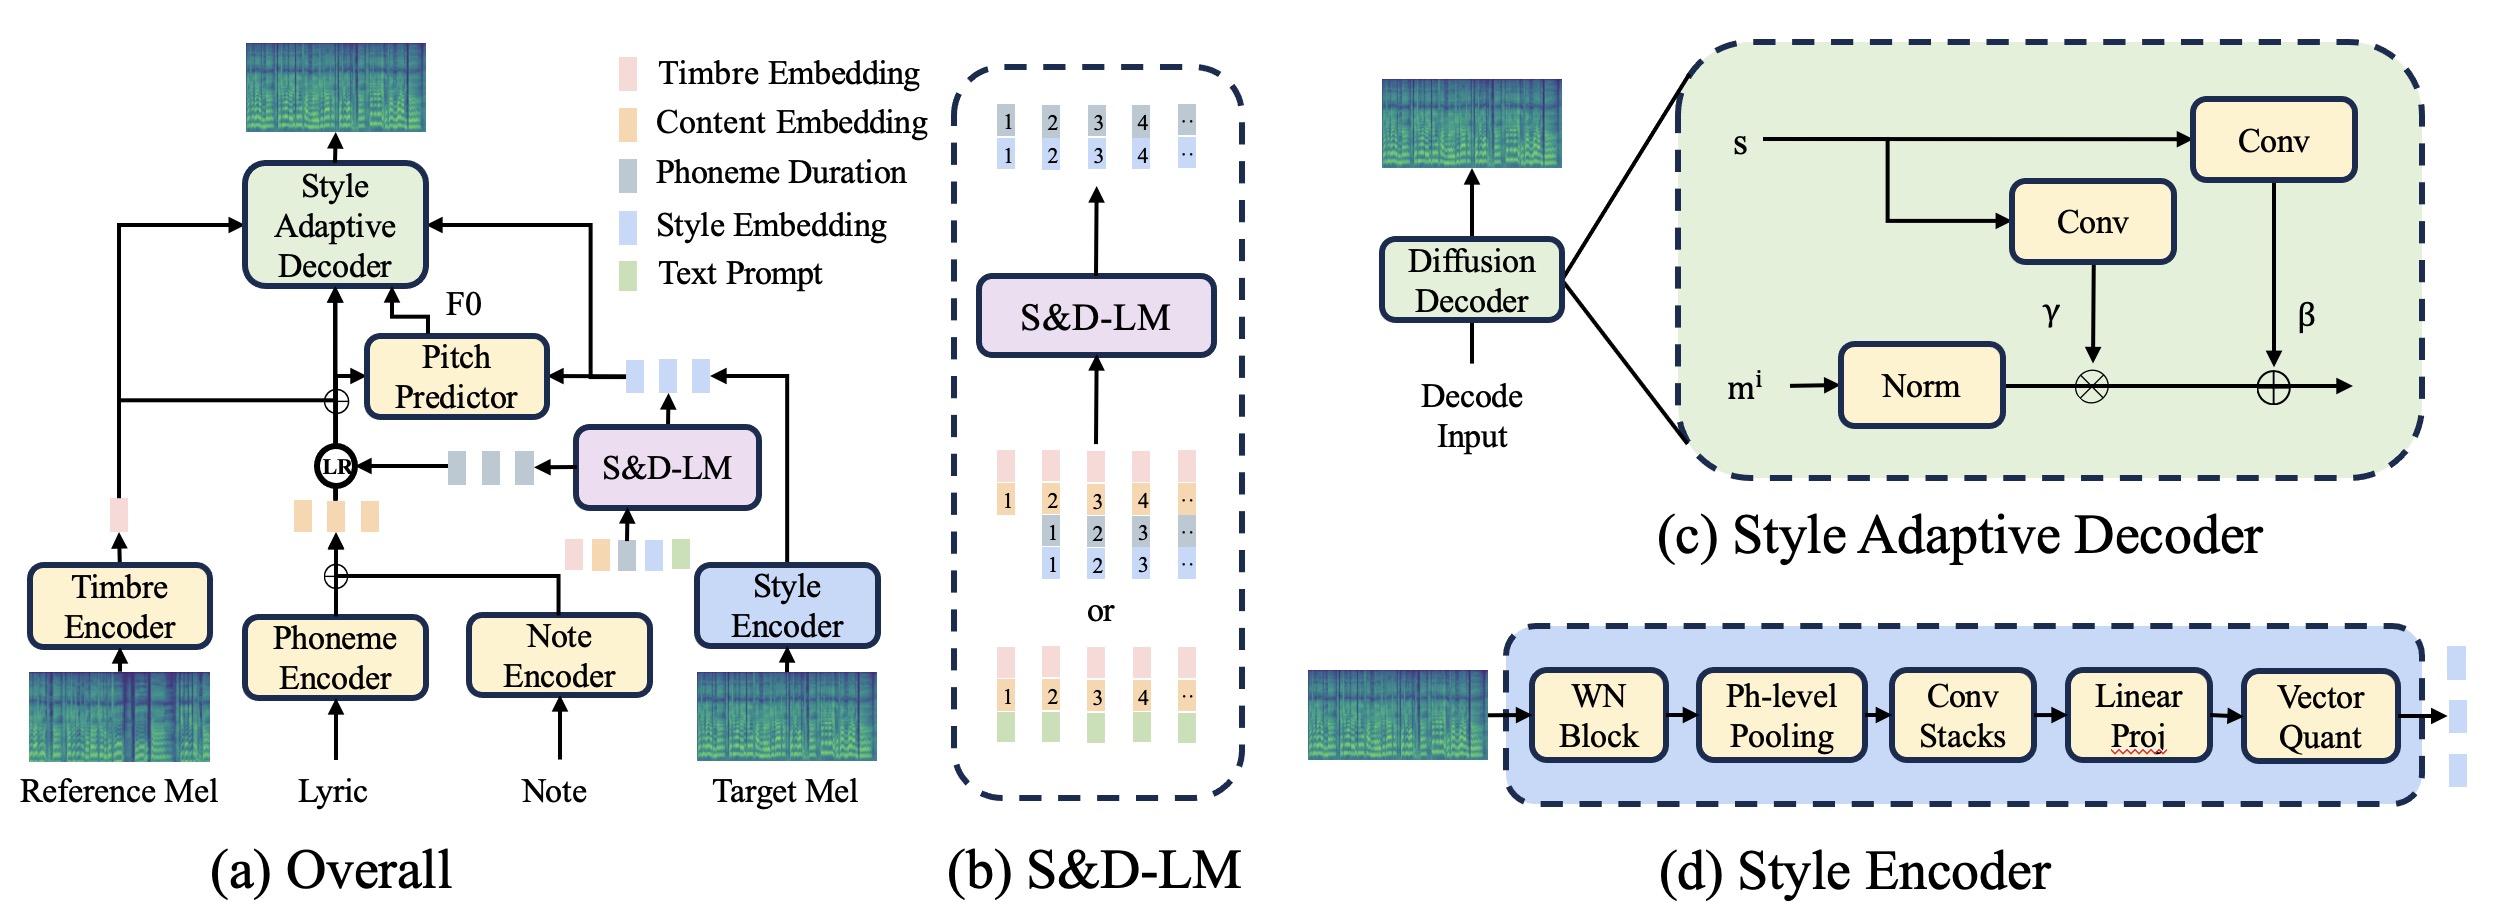 Style
Adaptive
Decoder
F0
Pitch
Predictor
LR
S&D-LM
Timbre
Encoder
Phoneme
Encoder
Note
Encoder
Style
Encoder
Reference Mel
Lyric
Note
Target Mel
(a) Overall
Timbre Embedding
Content Embedding
Phoneme Duration
Style Embedding
Text Prompt
1 2 3 4 ..
1 2 3 4 ..
S&D-LM
1 2 3 4 ..
1 2 3 ..
1 2 3 ..
or
1 2 3 4 ..
(b) S&D-LM
Diffusion
Decoder
Decode
Input
s
Conv
Conv
γ
β
mⁱ
Norm
(c) Style Adaptive Decoder
WN
Block
Ph-level
Pooling
Conv
Stacks
Linear
Proj
Vector
Quant
(d) Style Encoder